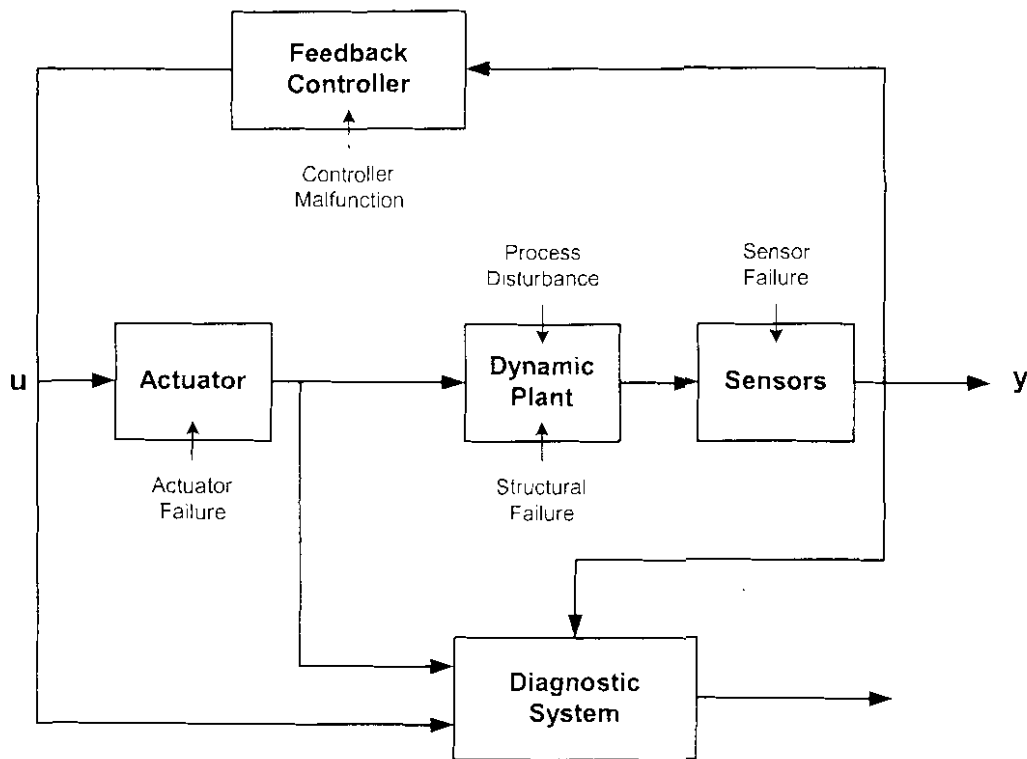 Feedback
Controller
Controller
Malfunction
Process
Disturbance
Sensor
Failure
u
Actuator
Dynamic
Plant
Sensors
y
Actuator
Failure
Structural
Failure
Diagnostic
System